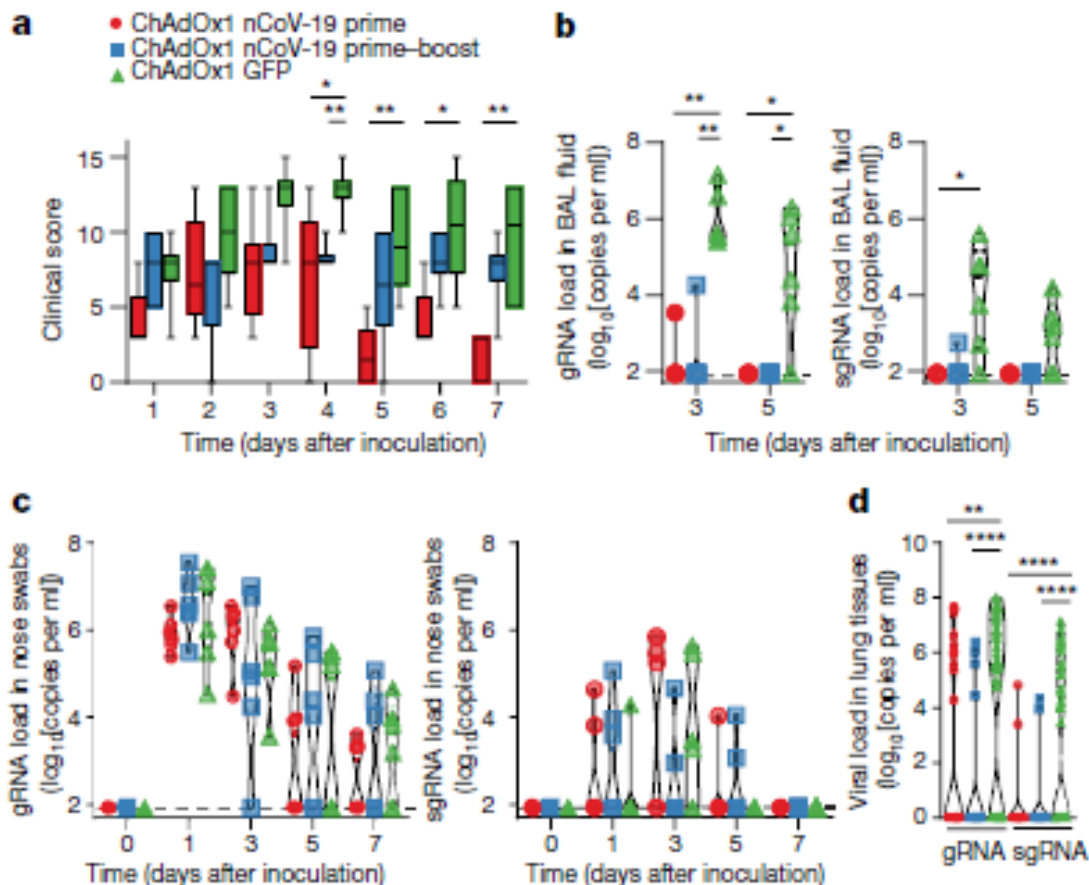 a
ChAdOx1 nCoV-19 prime
ChAdOx1 nCoV-19 prime–boost
ChAdOx1 GFP
* ** ** * **
Clinical score
15
10
5
0
1 2 3 4 5 6 7
Time (days after inoculation)
b
gRNA load in BAL fluid
(log10[copies per ml])
8
6
4
2
** ** * *
3 5
sgRNA load in BAL fluid
(log10[copies per ml])
8
6
4
2
*
3 5
Time (days after inoculation)
c
gRNA load in nose swabs
(log10[copies per ml])
8
6
4
2
0 1 3 5 7
Time (days after inoculation)
sgRNA load in nose swabs
(log10[copies per ml])
8
6
4
2
0 1 3 5 7
Time (days after inoculation)
d
Viral load in lung tissues
(log10[copies per ml])
10
8
6
4
2
0
** **** **** ****
gRNA sgRNA